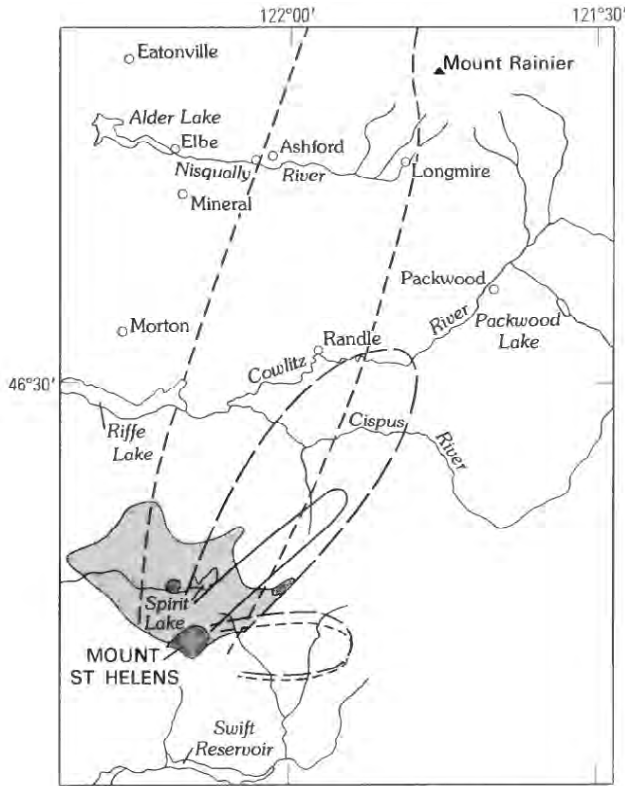 122°00'
121°30'
Eatonville
Mount Rainier
Alder Lake
Elbe
Ashford
Nisqually
River
Longmire
Mineral
Packwood
River
Packwood
Lake
Morton
Randle
Cowlitz
46°30'
Riffe
Lake
Cispus
River
Spirit
Lake
MOUNT
ST HELENS
Swift
Reservoir